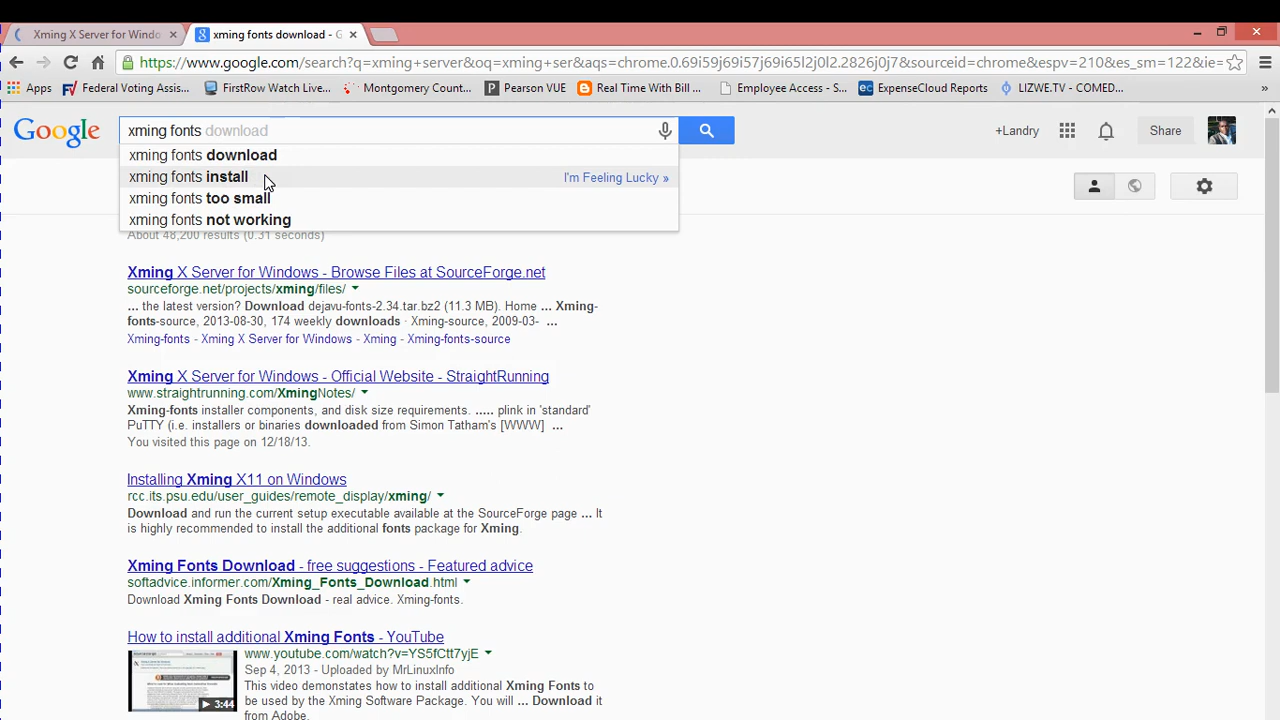 Xming X Server for Windo
xming fonts download - G
https://www.google.com/search?q=xming+server&oq=xming+ser&aqs=chrome.0.69i59j69i57j69i65l2j0l2.2826j0j7&sourceid=chrome&espv=210&es_sm=122&ie=
Apps
Federal Voting Assis...
FirstRow Watch Live...
Montgomery Count...
Pearson VUE
Real Time With Bill ...
Employee Access - S...
ExpenseCloud Reports
LIZWE.TV - COMED...
»
Google
xming fonts download
+Landry
Share
xming fonts download
xming fonts install
I'm Feeling Lucky »
xming fonts too small
xming fonts not working
About 48,200 results (0.31 seconds)
Xming X Server for Windows - Browse Files at SourceForge.net
sourceforge.net/projects/xming/files/
... the latest version? Download dejavu-fonts-2.34.tar.bz2 (11.3 MB). Home ... Xming-
fonts-source, 2013-08-30, 174 weekly downloads · Xming-source, 2009-03- ...
Xming-fonts - Xming X Server for Windows - Xming - Xming-fonts-source
Xming X Server for Windows - Official Website - StraightRunning
www.straightrunning.com/XmingNotes/
Xming-fonts installer components, and disk size requirements. ..... plink in 'standard'
PuTTY (i.e. installers or binaries downloaded from Simon Tatham's [WWW] ...
You visited this page on 12/18/13.
Installing Xming X11 on Windows
rcc.its.psu.edu/user_guides/remote_display/xming/
Download and run the current setup executable available at the SourceForge page ... It
is highly recommended to install the additional fonts package for Xming.
Xming Fonts Download - free suggestions - Featured advice
softadvice.informer.com/Xming_Fonts_Download.html
Download Xming Fonts Download - real advice. Xming-fonts.
How to install additional Xming Fonts - YouTube
www.youtube.com/watch?v=YS5fCtt7yjE
Sep 4, 2013 - Uploaded by MrLinuxInfo
This video demonstrates how to install additional Xming Fonts to
be used by the Xming Software Package. You will ... Download it
from Adobe.
3:44